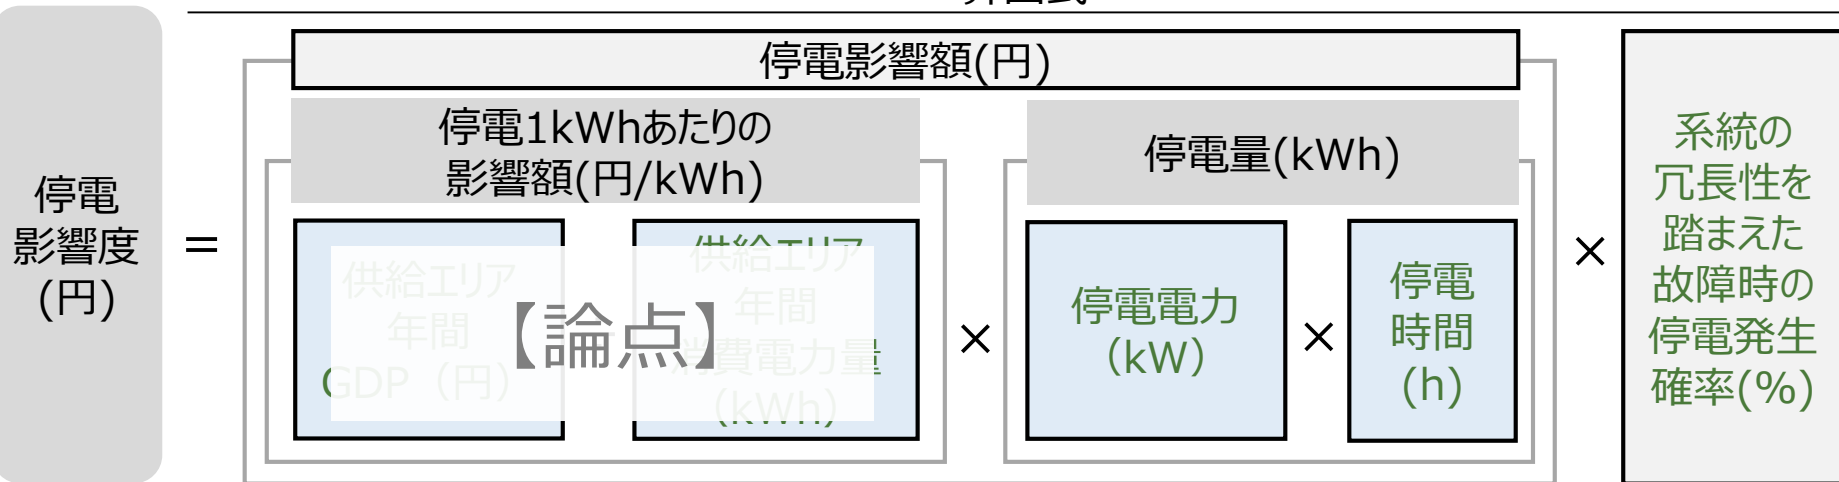 停電影響額(円)
停電1kWhあたりの
影響額(円/kWh)
停電量(kWh)
停電
影響度
(円)
=
供給エリア
年間
GDP（円）
供給エリア
年間
消費電力量
（kWh）
【論点】
×
停電電力
（kW）
×
停電
時間
(h)
×
系統の
冗長性を
踏まえた
故障時の
停電発生
確率(%)